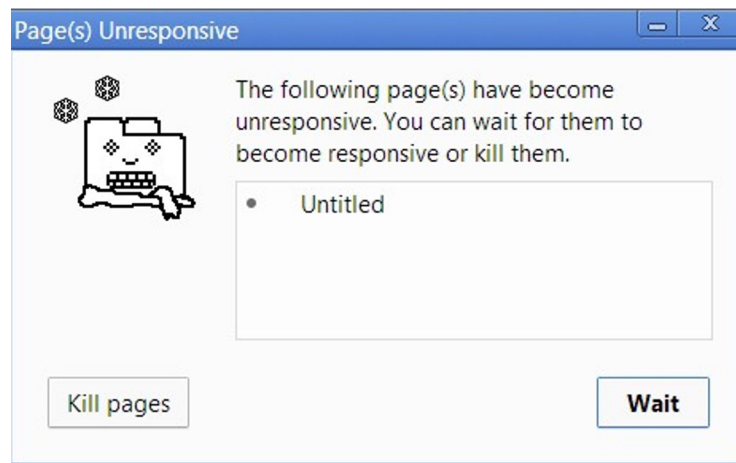 Page(s) Unresponsive
The following page(s) have become
unresponsive. You can wait for them to
become responsive or kill them.
• Untitled
Kill pages
Wait